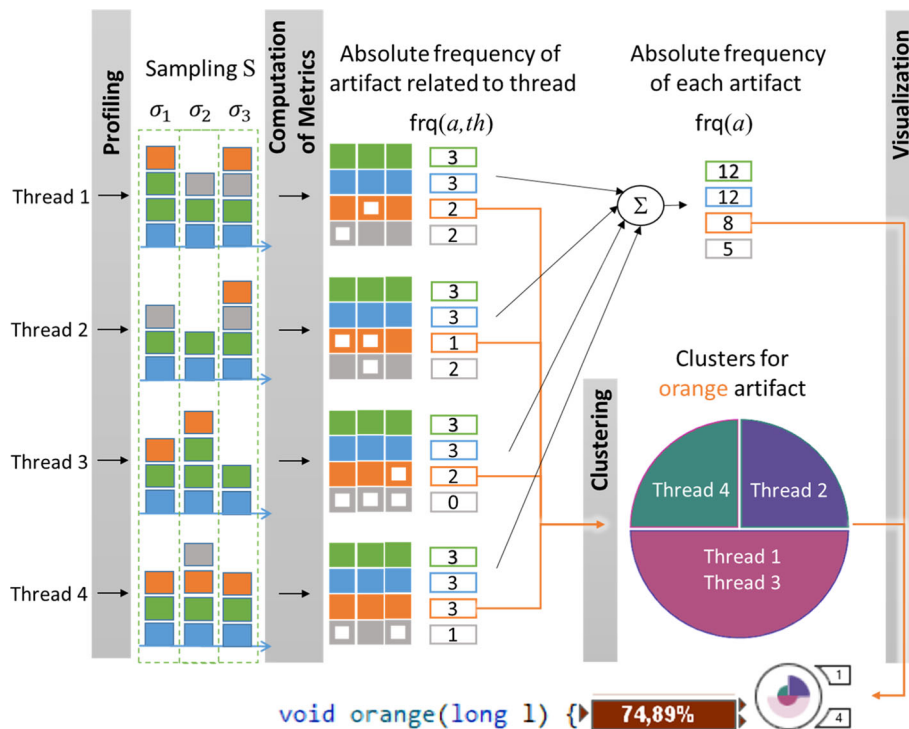 Profiling
Sampling S
σ1 σ2 σ3
Computation of Metrics
Absolute frequency of
artifact related to thread
frq(a,th)
Absolute frequency
of each artifact
frq(a)
Visualization
Thread 1
3
3
2
2
Σ
12
12
8
5
Thread 2
3
3
1
2
Thread 3
3
3
2
0
Thread 4
3
3
3
1
Clustering
Clusters for
orange artifact
Thread 4
Thread 2
Thread 1
Thread 3
void orange(long l) {
74,89%
1
4